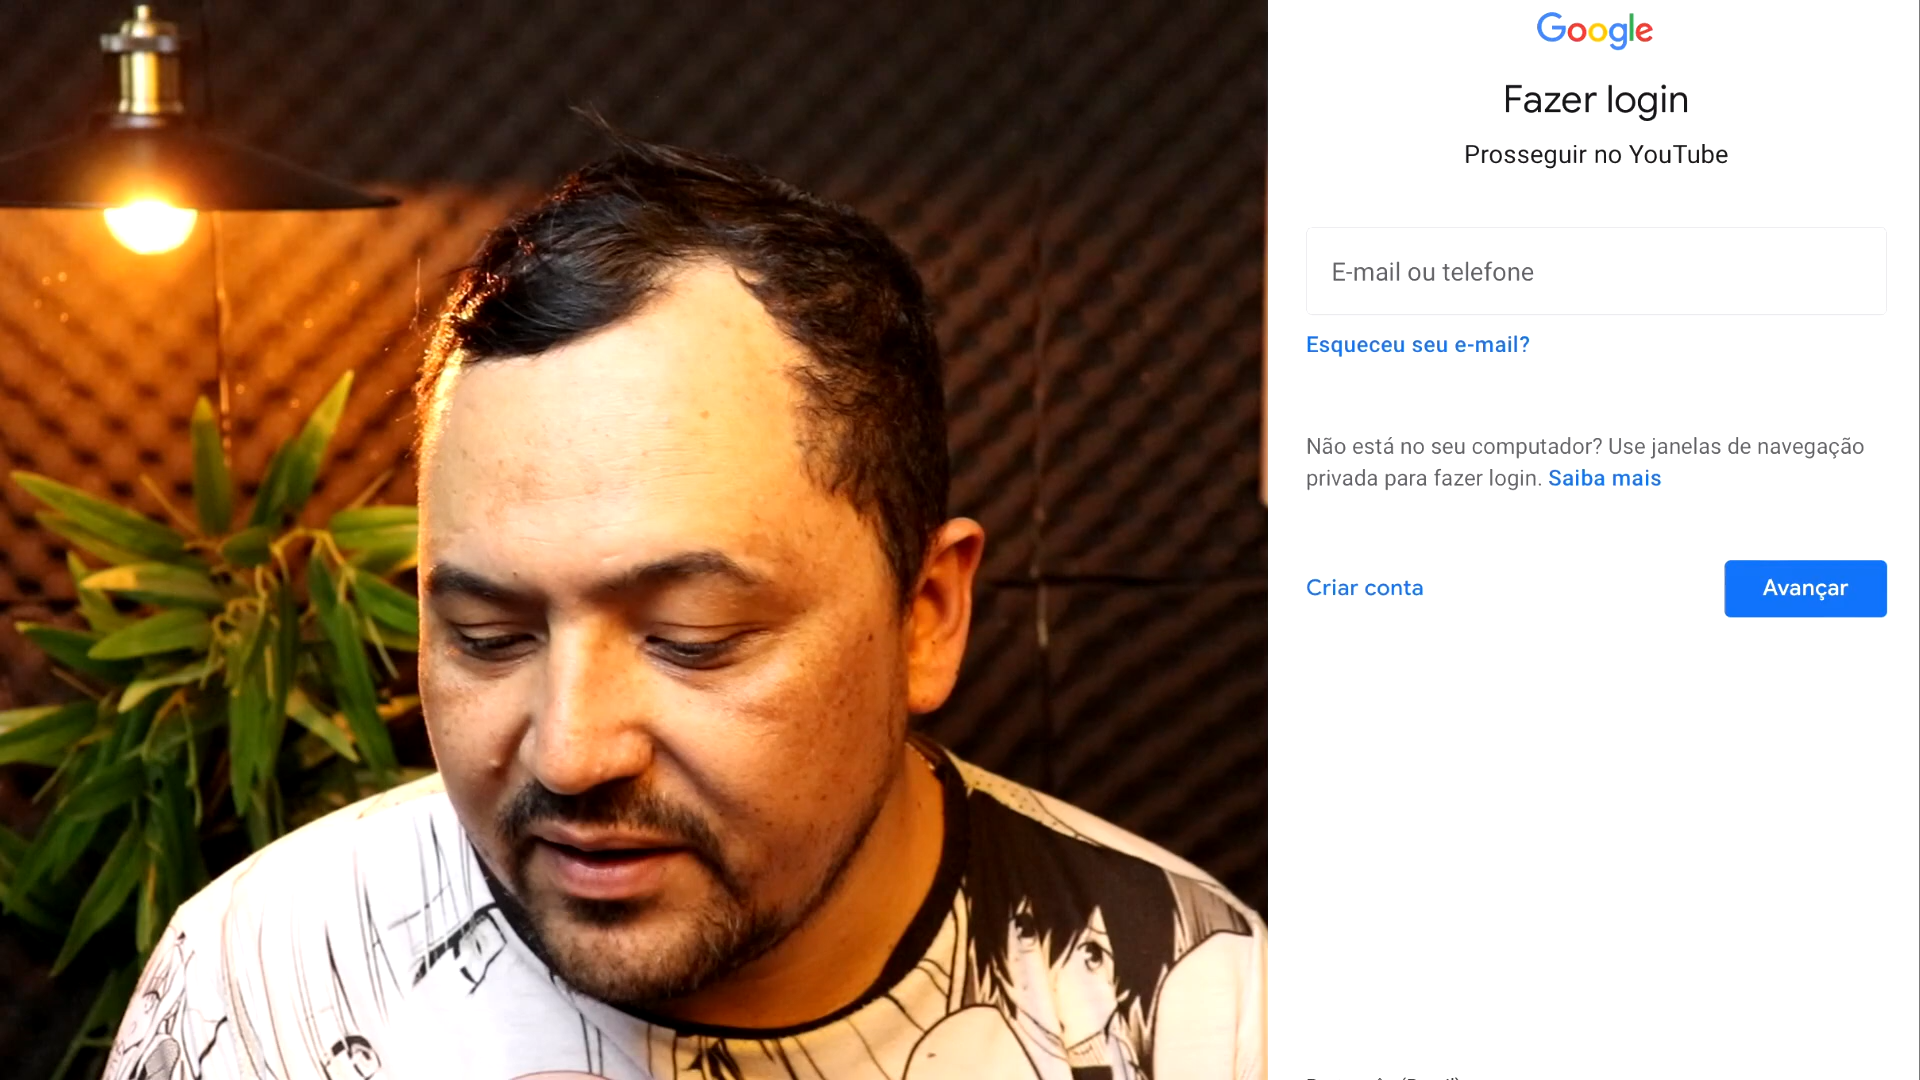 Google
Fazer login
Prosseguir no YouTube
E-mail ou telefone
Esqueceu seu e-mail?
Não está no seu computador? Use janelas de navegação
privada para fazer login. Saiba mais
Criar conta
Avançar